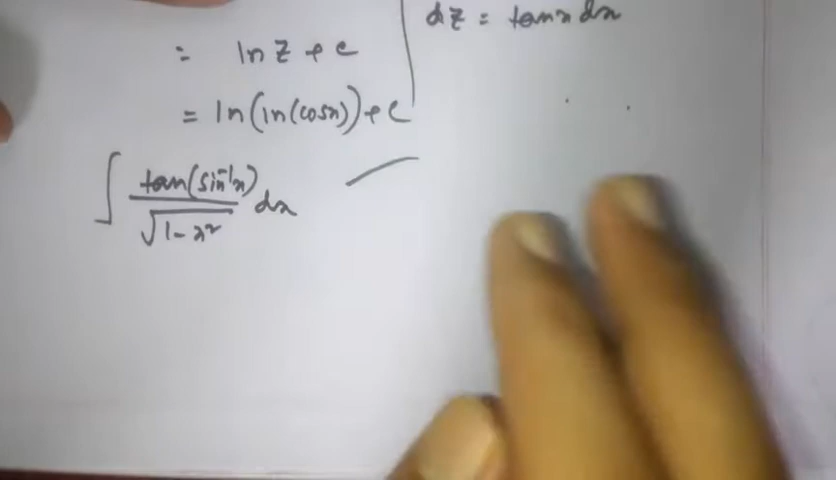 dz = tanx dx
= ln z + c
= ln(ln(cosx)) + c
∫ tan(sin⁻¹x) / √(1-x²) dx